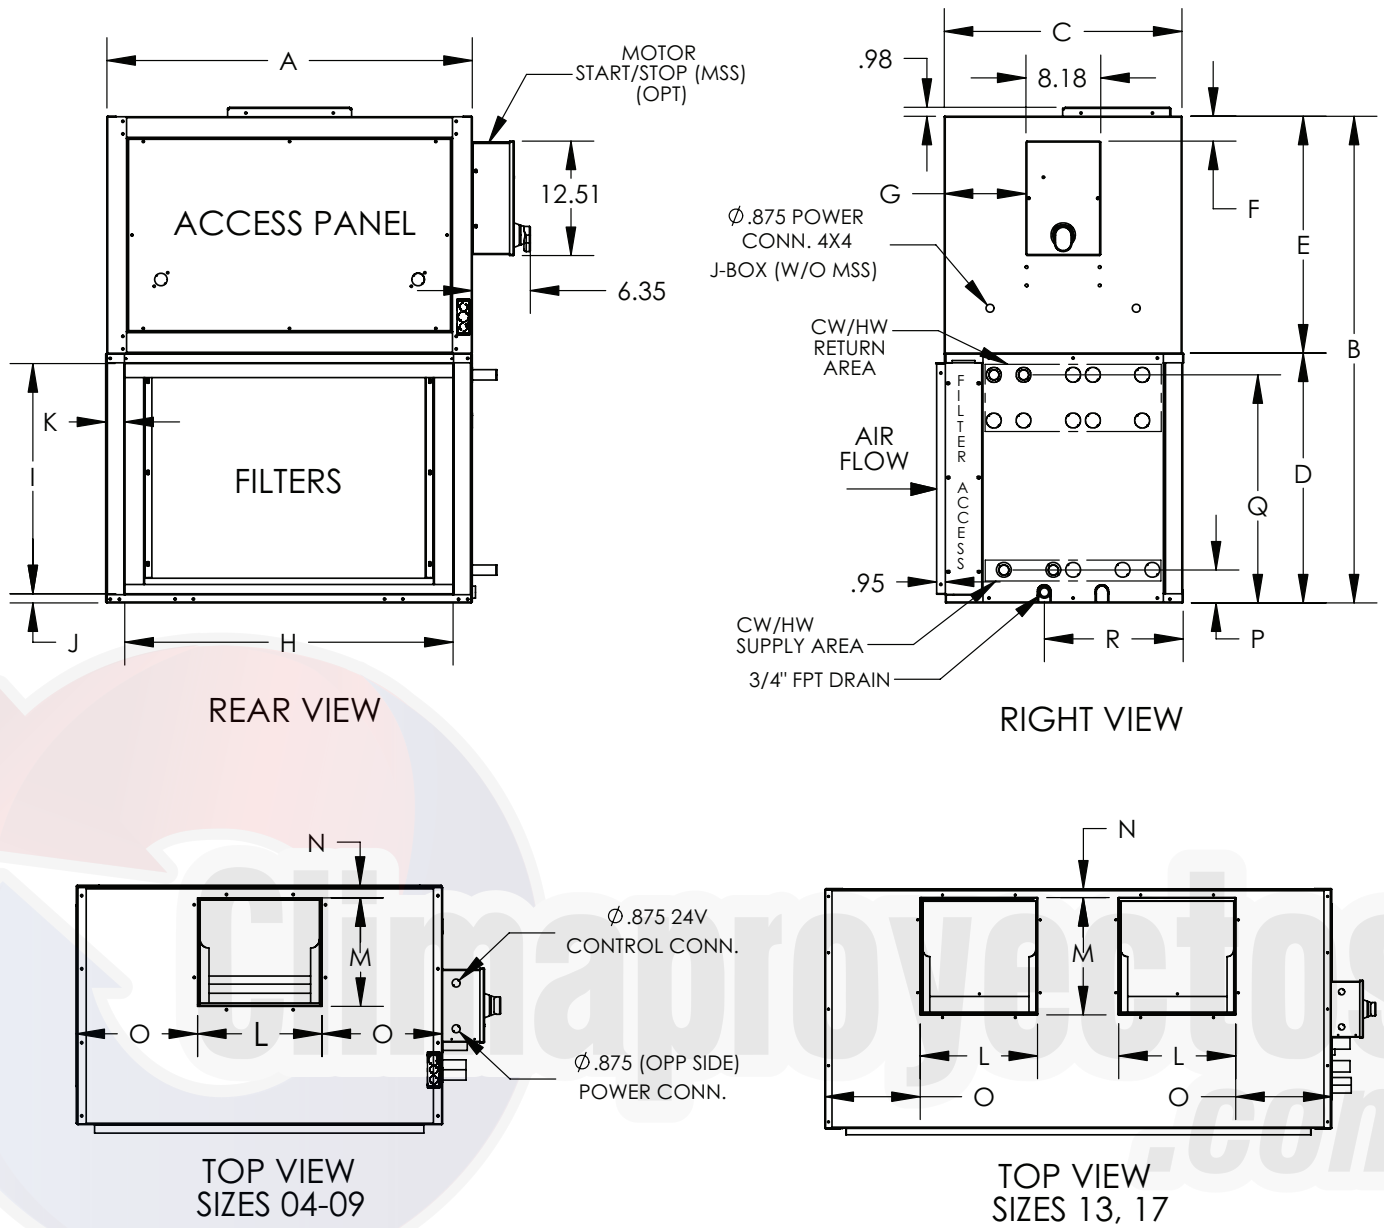 A
MOTOR
START/STOP (MSS)
(OPT)
ACCESS PANEL
12.51
6.35
K
I
FILTERS
J
H
REAR VIEW
C
.98
8.18
G
F
Ø.875 POWER
CONN. 4X4
J-BOX (W/O MSS)
E
B
CW/HW
RETURN
AREA
AIR
FLOW
FILTER ACCESS
D
Q
.95
CW/HW
SUPPLY AREA
R
P
3/4" FPT DRAIN
RIGHT VIEW
N
M
O
L
O
Ø.875 24V
CONTROL CONN.
Ø.875 (OPP SIDE)
POWER CONN.
TOP VIEW
SIZES 04-09
N
M
L
L
O
O
TOP VIEW
SIZES 13, 17
Climaproyectos
.com